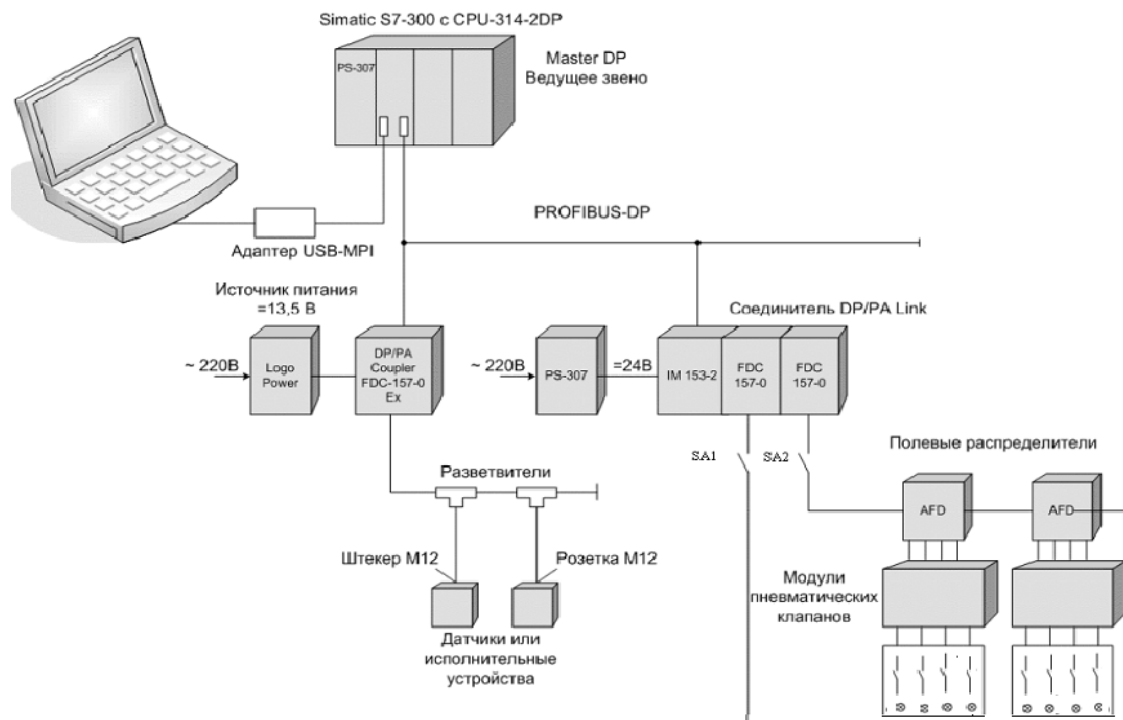 Simatic S7-300 с CPU-314-2DP
PS-307
Master DP
Ведущее звено
PROFIBUS-DP
Адаптер USB-MPI
Источник питания
=13,5 В
Соединитель DP/PA Link
~ 220В
Logo
Power
DP/PA
Coupler
FDC-157-0
Ex
~ 220В
PS-307
=24В
IM 153-2
FDC
157-0
FDC
157-0
SA1
SA2
Полевые распределители
Разветвители
AFD
AFD
Штекер М12
Розетка М12
Модули
пневматических
клапанов
Датчики или
исполнительные
устройства